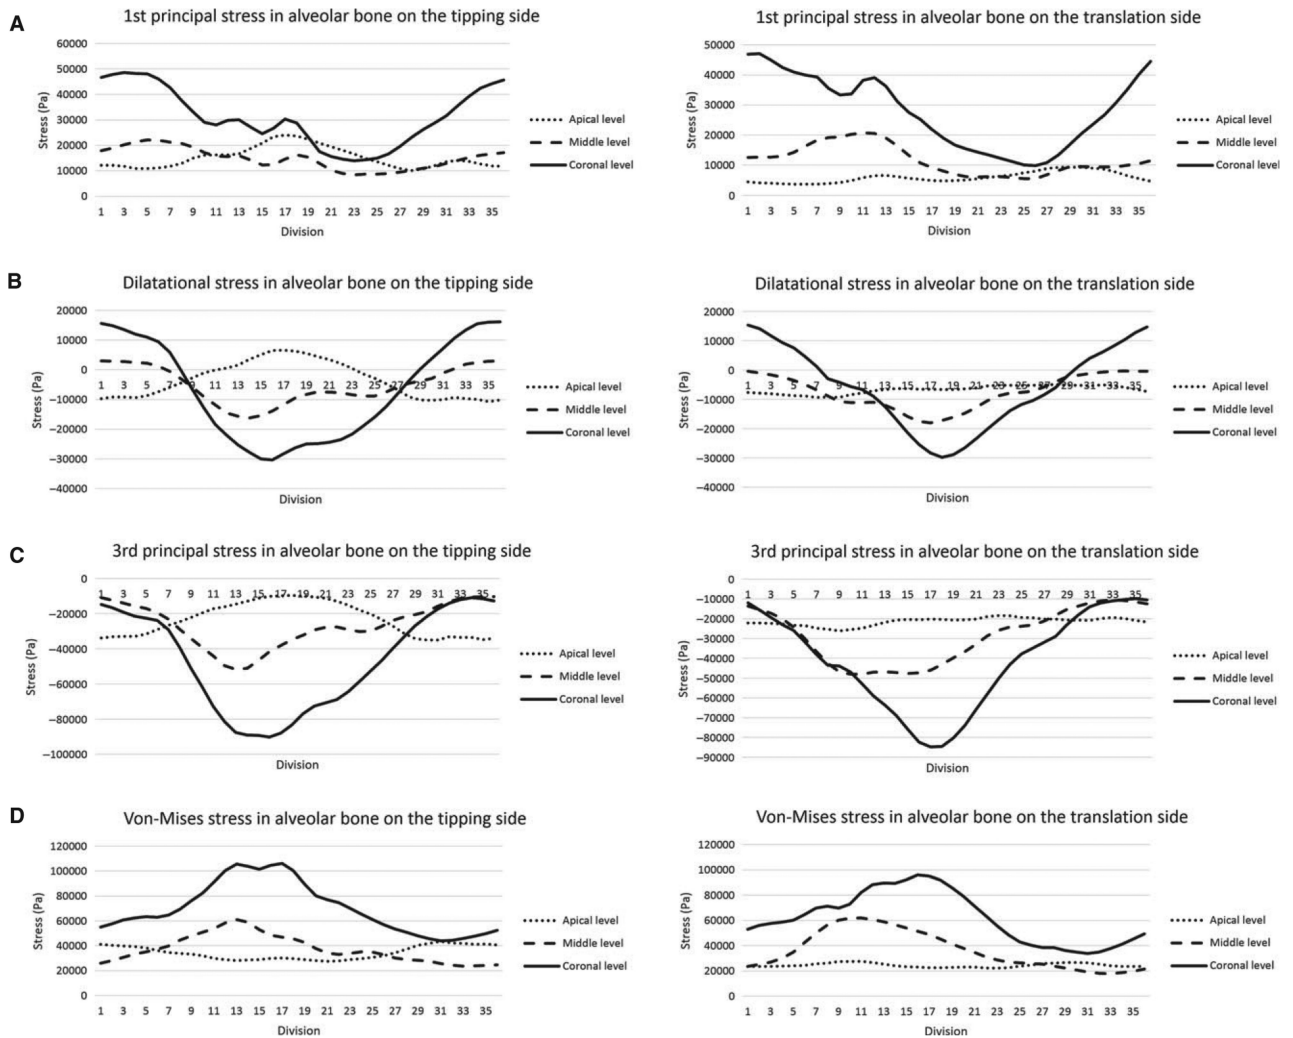 A
1st principal stress in alveolar bone on the tipping side
60000
50000
40000
30000
20000
10000
0
Stress (Pa)
1 3 5 7 9 11 13 15 17 19 21 23 25 27 29 31 33 35
Division
Apical level
Middle level
Coronal level
1st principal stress in alveolar bone on the translation side
50000
40000
30000
20000
10000
0
Stress (Pa)
1 3 5 7 9 11 13 15 17 19 21 23 25 27 29 31 33 35
Division
Apical level
Middle level
Coronal level
B
Dilatational stress in alveolar bone on the tipping side
20000
10000
0
−10000
−20000
−30000
−40000
Stress (Pa)
1 3 5 7 9 11 13 15 17 19 21 23 25 27 29 31 33 35
Division
Apical level
Middle level
Coronal level
Dilatational stress in alveolar bone on the translation side
20000
10000
0
−10000
−20000
−30000
−40000
Stress (Pa)
1 3 5 7 9 11 13 15 17 19 21 23 25 27 29 31 33 35
Division
Apical level
Middle level
Coronal level
C
3rd principal stress in alveolar bone on the tipping side
0
−20000
−40000
−60000
−80000
−100000
Stress (Pa)
1 3 5 7 9 11 13 15 17 19 21 23 25 27 29 31 33 35
Division
Apical level
Middle level
Coronal level
3rd principal stress in alveolar bone on the translation side
0
−10000
−20000
−30000
−40000
−50000
−60000
−70000
−80000
−90000
Stress (Pa)
1 3 5 7 9 11 13 15 17 19 21 23 25 27 29 31 33 35
Division
Apical level
Middle level
Coronal level
D
Von-Mises stress in alveolar bone on the tipping side
120000
100000
80000
60000
40000
20000
0
Stress (Pa)
1 3 5 7 9 11 13 15 17 19 21 23 25 27 29 31 33 35
Division
Apical level
Middle level
Coronal level
Von-Mises stress in alveolar bone on the translation side
120000
100000
80000
60000
40000
20000
0
Stress (Pa)
1 3 5 7 9 11 13 15 17 19 21 23 25 27 29 31 33 35
Division
Apical level
Middle level
Coronal level